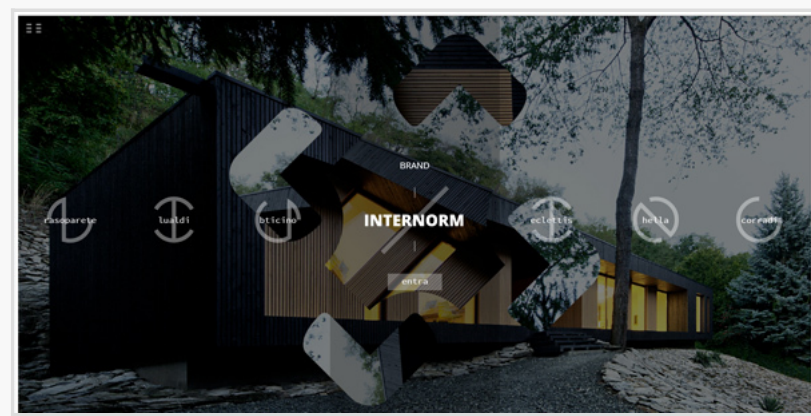 BRAND
rasoparete lualdi bticino INTERNORM eclettis hella corradi
entra